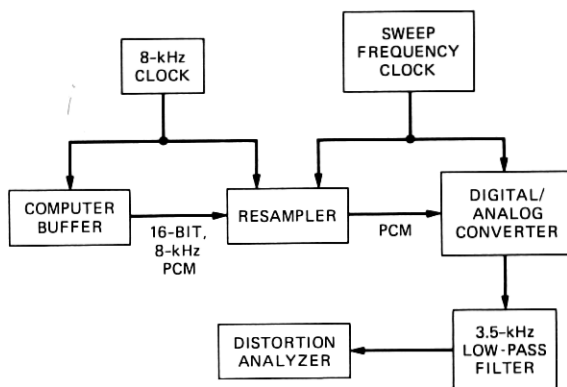 8-kHz
CLOCK
SWEEP
FREQUENCY
CLOCK
COMPUTER
BUFFER
16-BIT,
8-kHz
PCM
RESAMPLER
PCM
DIGITAL/
ANALOG
CONVERTER
DISTORTION
ANALYZER
3.5-kHz
LOW-PASS
FILTER